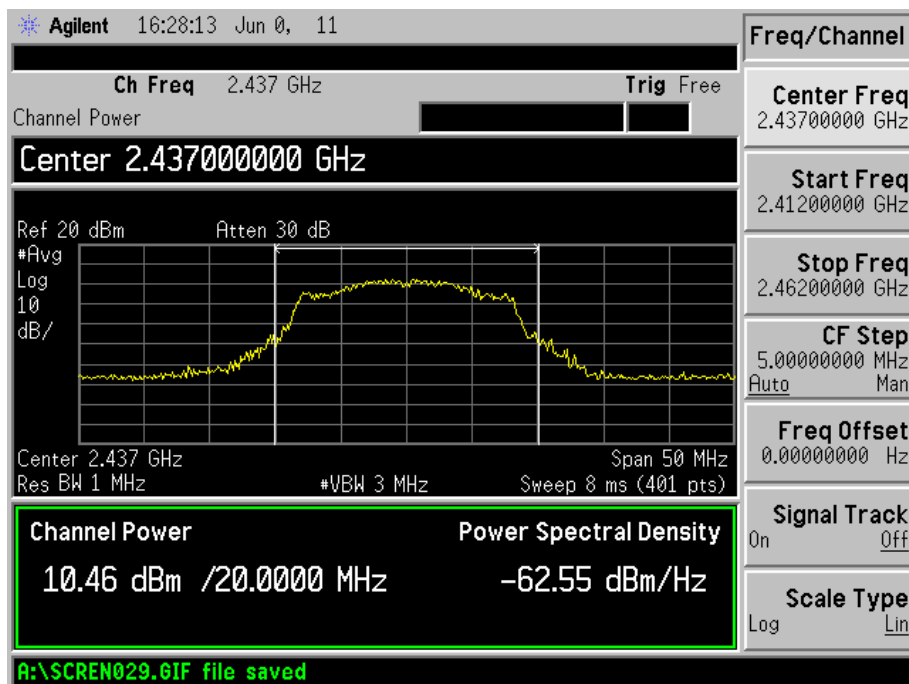 Agilent 16:28:13 Jun 0, 11
Ch Freq 2.437 GHz Trig Free
Channel Power
Center 2.437000000 GHz
Ref 20 dBm Atten 30 dB
#Avg
Log
10
dB/
Center 2.437 GHz Span 50 MHz
Res BW 1 MHz #VBW 3 MHz Sweep 8 ms (401 pts)
Channel Power Power Spectral Density
10.46 dBm /20.0000 MHz -62.55 dBm/Hz
A:\SCREN029.GIF file saved
Freq/Channel
Center Freq
2.43700000 GHz
Start Freq
2.41200000 GHz
Stop Freq
2.46200000 GHz
CF Step
5.00000000 MHz
Auto Man
Freq Offset
0.00000000 Hz
Signal Track
On Off
Scale Type
Log Lin